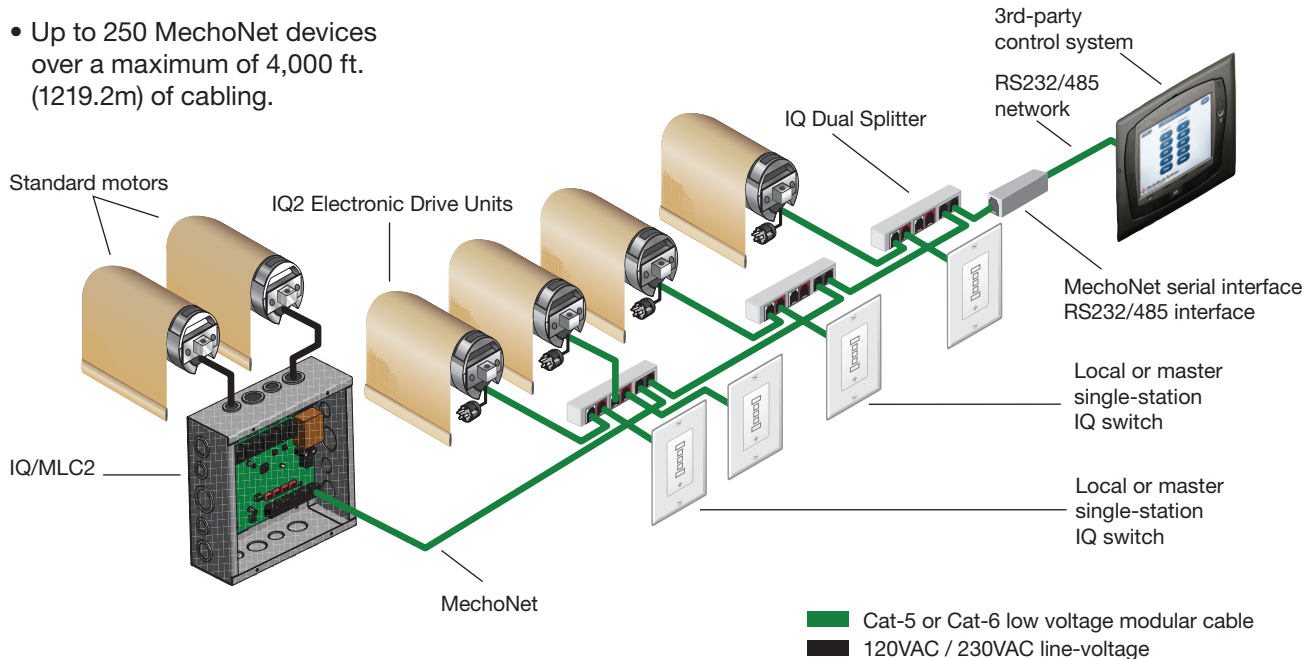 • Up to 250 MechoNet devices
over a maximum of 4,000 ft.
(1219.2m) of cabling.
3rd-party
control system
RS232/485
network
IQ Dual Splitter
Standard motors
IQ2 Electronic Drive Units
MechoNet serial interface
RS232/485 interface
Local or master
single-station
IQ switch
IQ/MLC2
Local or master
single-station
IQ switch
MechoNet
Cat-5 or Cat-6 low voltage modular cable
120VAC / 230VAC line-voltage